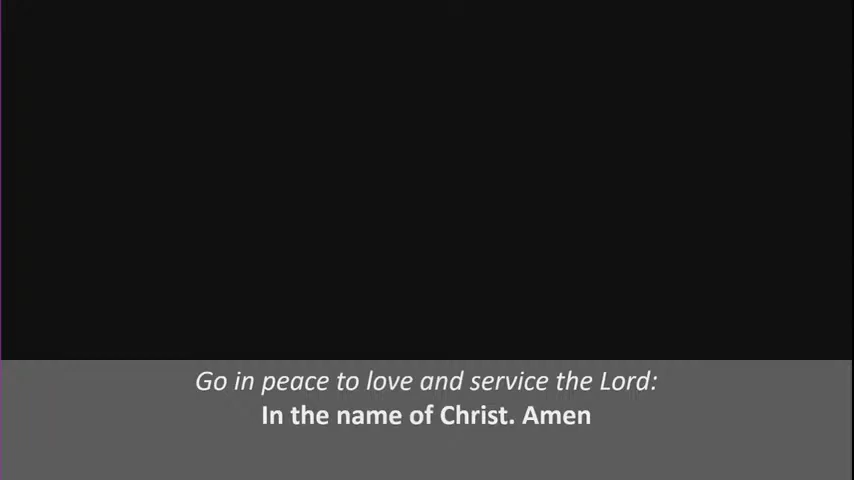 Go in peace to love and service the Lord:
In the name of Christ. Amen